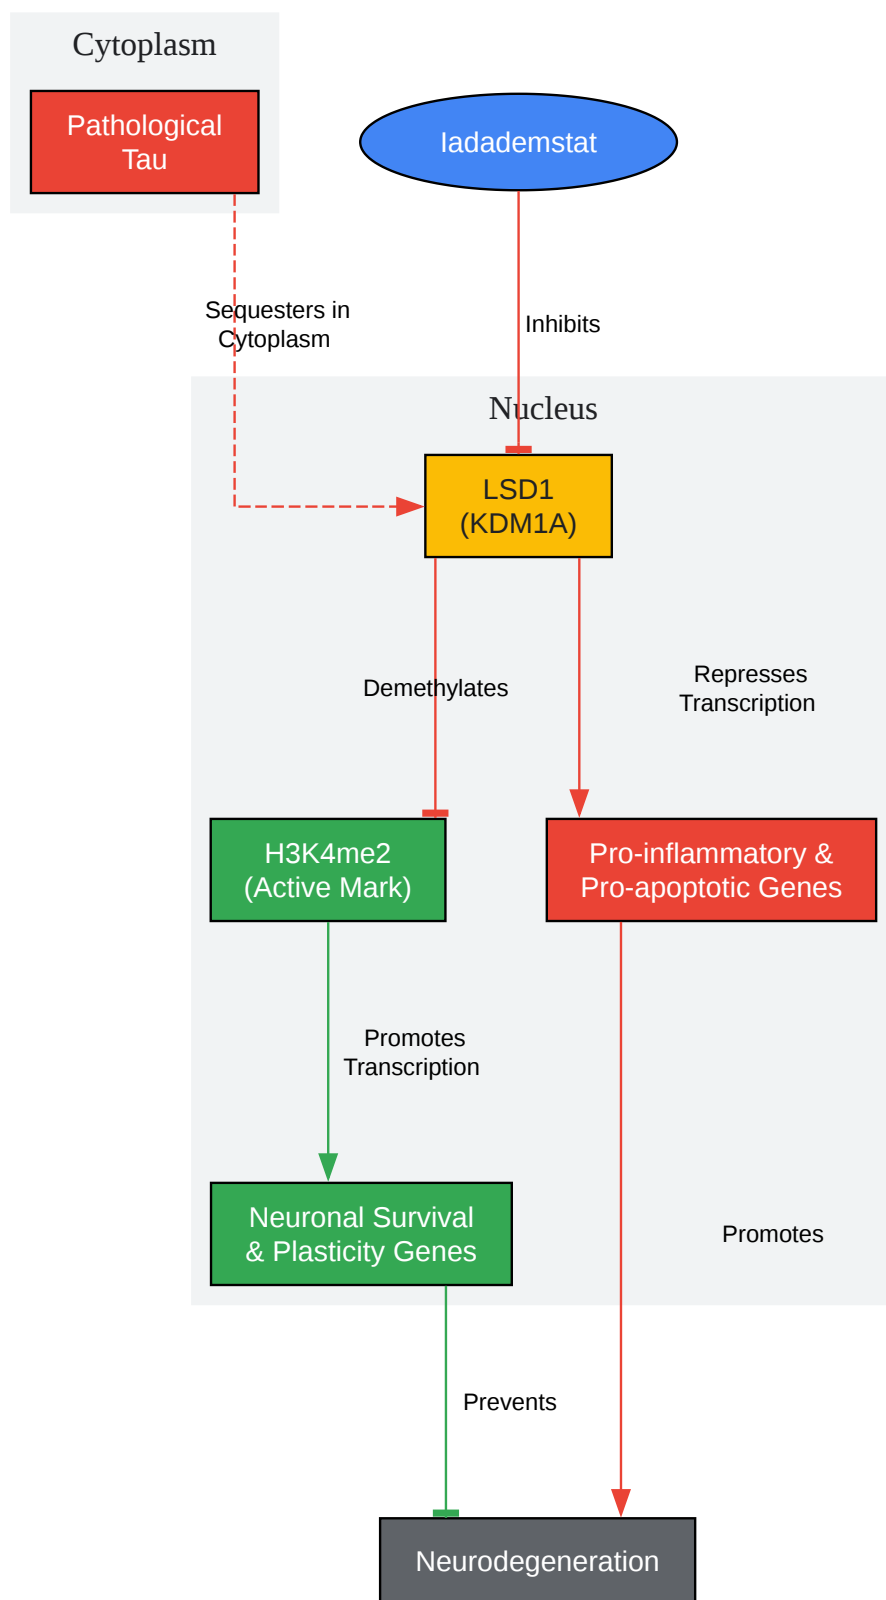 Cytoplasm
Pathological
Tau
Iadademstat
Sequesters in
Cytoplasm
Inhibits
Nucleus
LSD1
(KDM1A)
Demethylates
Represses
Transcription
H3K4me2
(Active Mark)
Pro-inflammatory &
Pro-apoptotic Genes
Promotes
Transcription
Neuronal Survival
& Plasticity Genes
Promotes
Prevents
Neurodegeneration